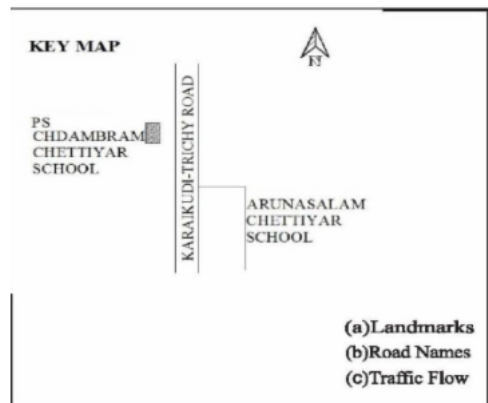 KEY MAP
N
PS
CHDAMBRAM
CHETTIYAR
SCHOOL
KARAIKUDI-TRICHY ROAD
ARUNASALAM
CHETTIYAR
SCHOOL
(a)Landmarks
(b)Road Names
(c)Traffic Flow